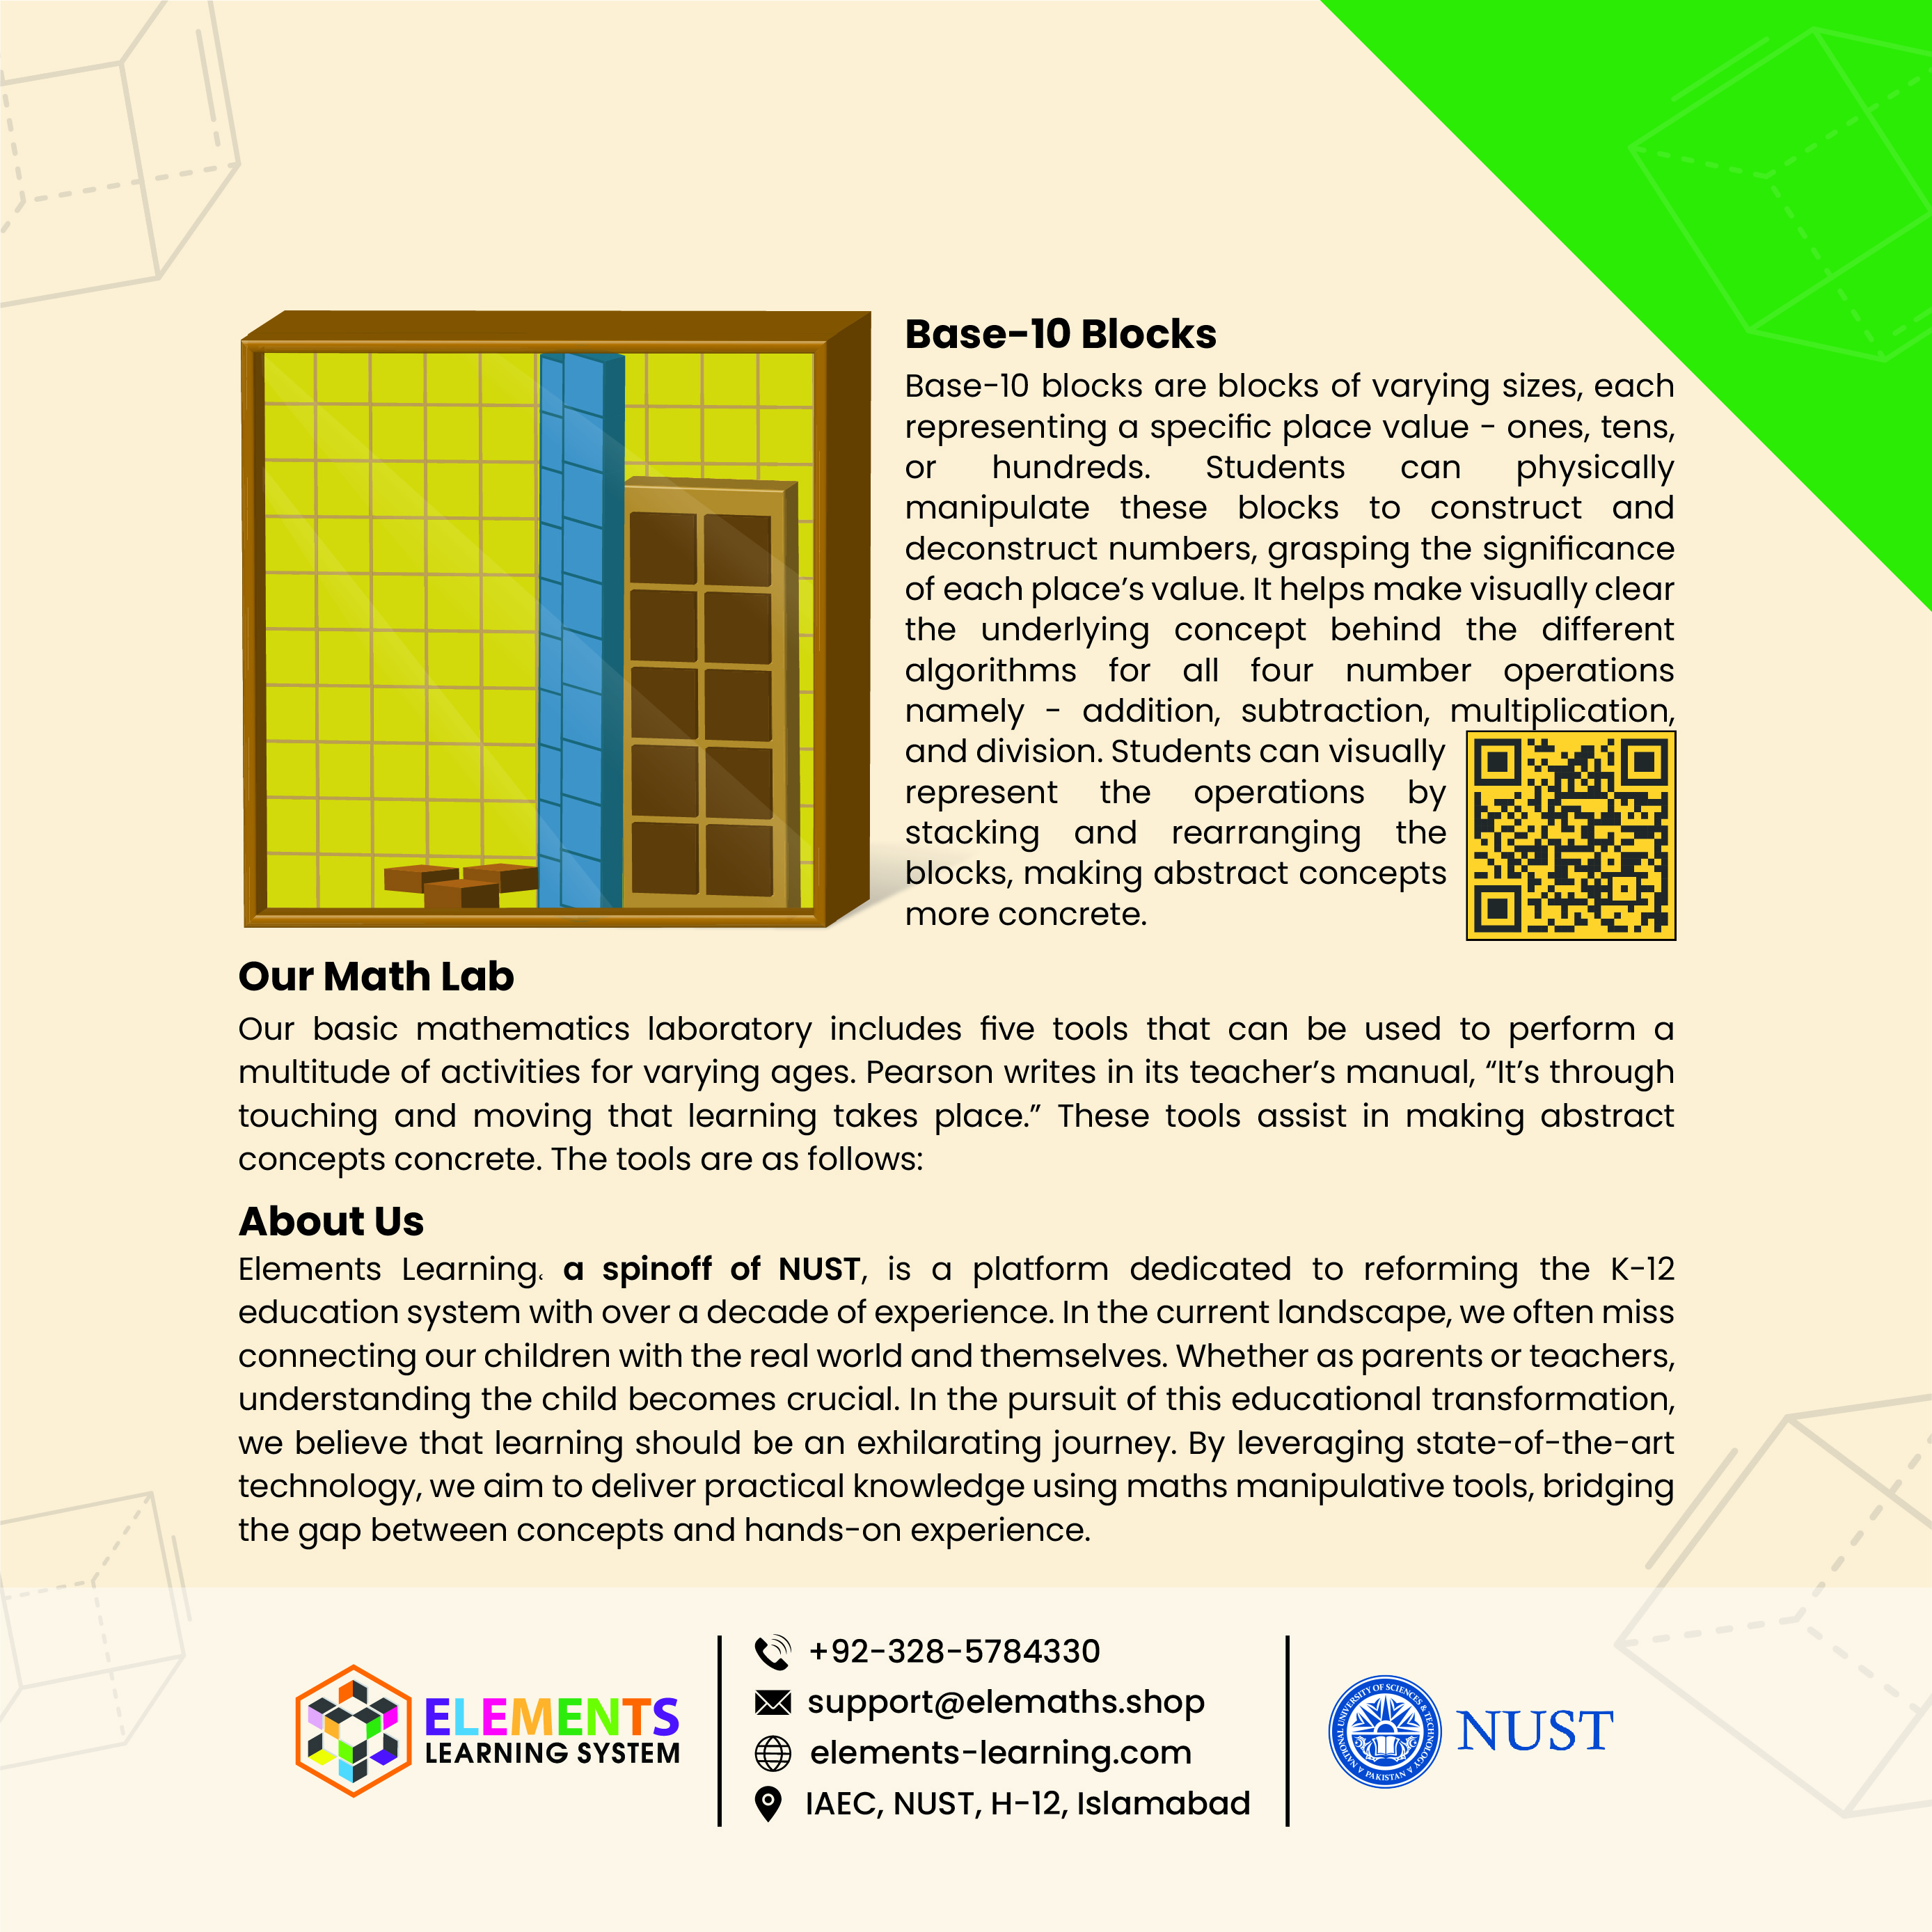 Base-10 Blocks
Base-10 blocks are blocks of varying sizes, each
representing a specific place value - ones, tens,
or hundreds. Students can physically
manipulate these blocks to construct and
deconstruct numbers, grasping the significance
of each place’s value. It helps make visually clear
the underlying concept behind the different
algorithms for all four number operations
namely - addition, subtraction, multiplication,
and division. Students can visually
represent the operations by
stacking and rearranging the
blocks, making abstract concepts
more concrete.
Our Math Lab
Our basic mathematics laboratory includes five tools that can be used to perform a
multitude of activities for varying ages. Pearson writes in its teacher’s manual, “It’s through
touching and moving that learning takes place.” These tools assist in making abstract
concepts concrete. The tools are as follows:
About Us
Elements Learning, a spinoff of NUST, is a platform dedicated to reforming the K-12
education system with over a decade of experience. In the current landscape, we often miss
connecting our children with the real world and themselves. Whether as parents or teachers,
understanding the child becomes crucial. In the pursuit of this educational transformation,
we believe that learning should be an exhilarating journey. By leveraging state-of-the-art
technology, we aim to deliver practical knowledge using maths manipulative tools, bridging
the gap between concepts and hands-on experience.
ELEMENTS
LEARNING SYSTEM
+92-328-5784330
support@elemaths.shop
elements-learning.com
IAEC, NUST, H-12, Islamabad
NATIONAL UNIVERSITY OF SCIENCES & TECHNOLOGY
PAKISTAN
NUST